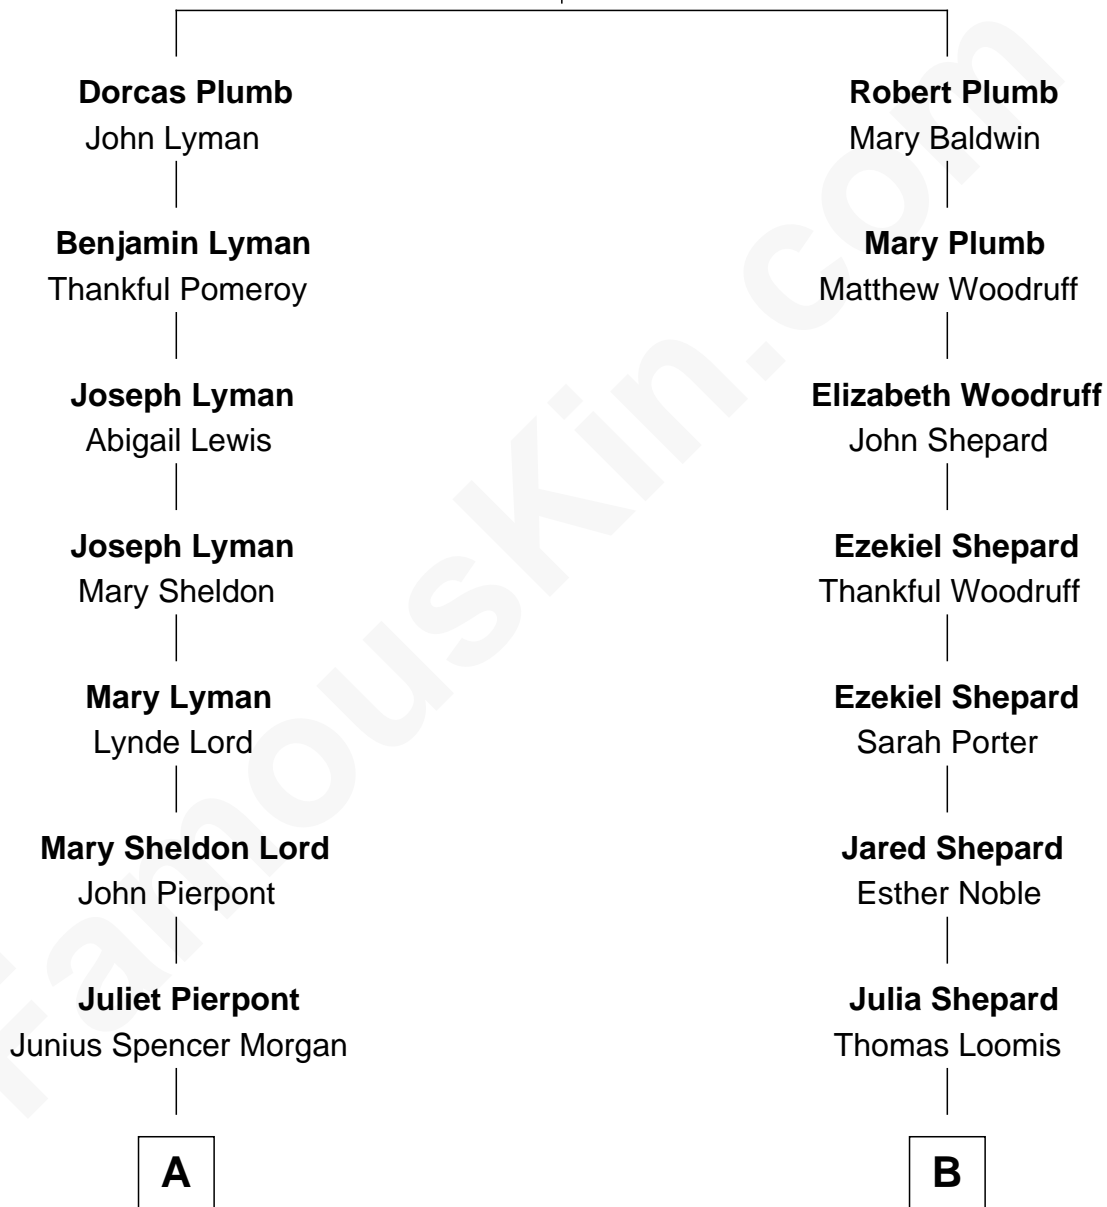 Dorcas Plumb
John Lyman
Benjamin Lyman
Thankful Pomeroy
Joseph Lyman
Abigail Lewis
Joseph Lyman
Mary Sheldon
Mary Lyman
Lynde Lord
Mary Sheldon Lord
John Pierpont
Juliet Pierpont
Junius Spencer Morgan
A
Robert Plumb
Mary Baldwin
Mary Plumb
Matthew Woodruff
Elizabeth Woodruff
John Shepard
Ezekiel Shepard
Thankful Woodruff
Ezekiel Shepard
Sarah Porter
Jared Shepard
Esther Noble
Julia Shepard
Thomas Loomis
B
FamousKin.com